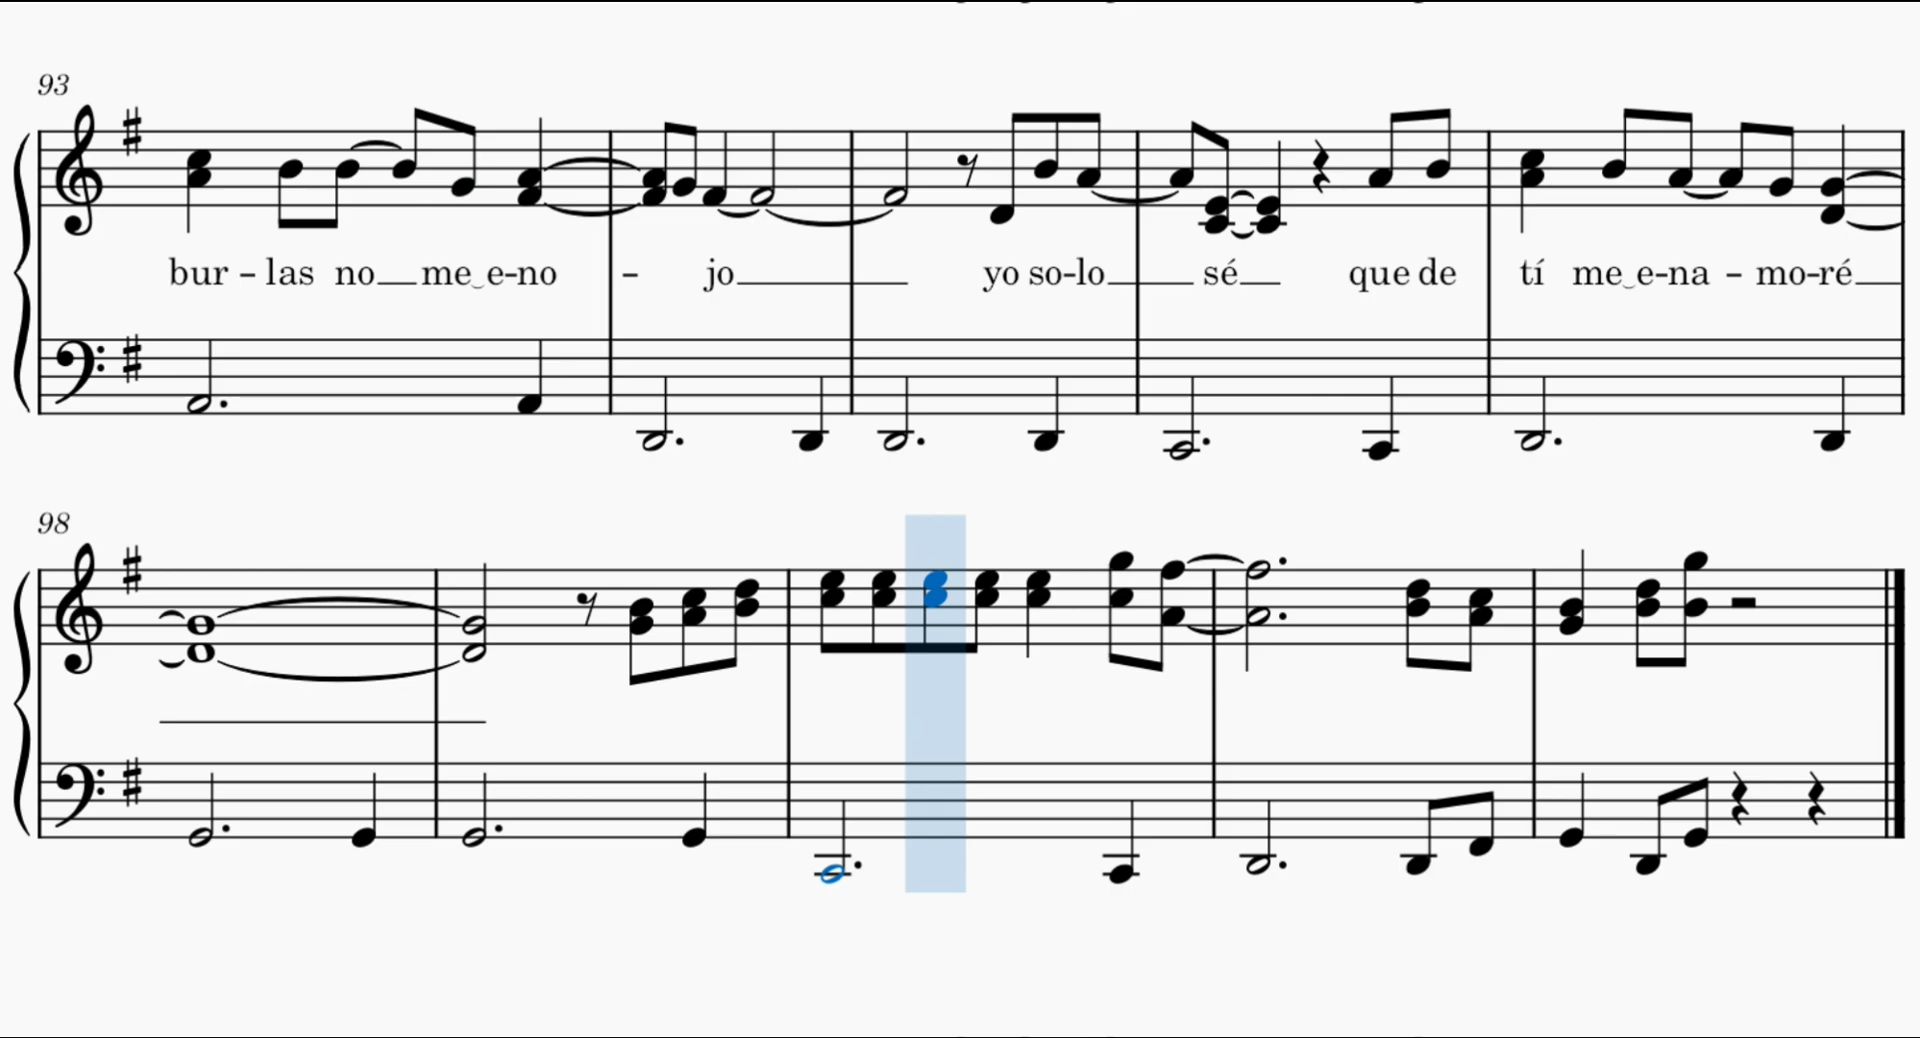 93
bur - las no me e-no - jo yo so-lo sé que de tí me e-na - mo-ré
98